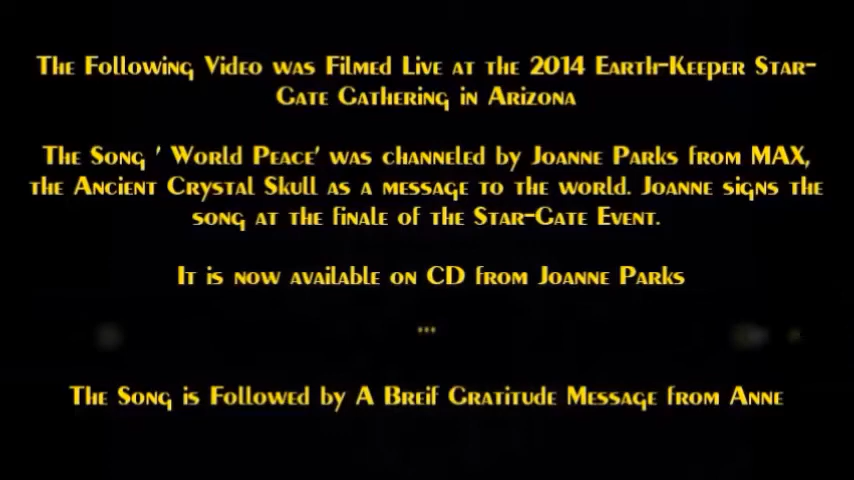 The Following Video was Filmed Live at the 2014 Earth-Keeper Star-
Gate Gathering in Arizona
The Song ' World Peace' was channeled by Joanne Parks from MAX,
the Ancient Crystal Skull as a message to the world. Joanne signs the
song at the finale of the Star-Gate Event.
It is now available on CD from Joanne Parks
...
The Song is Followed by A Breif Gratitude Message from Anne